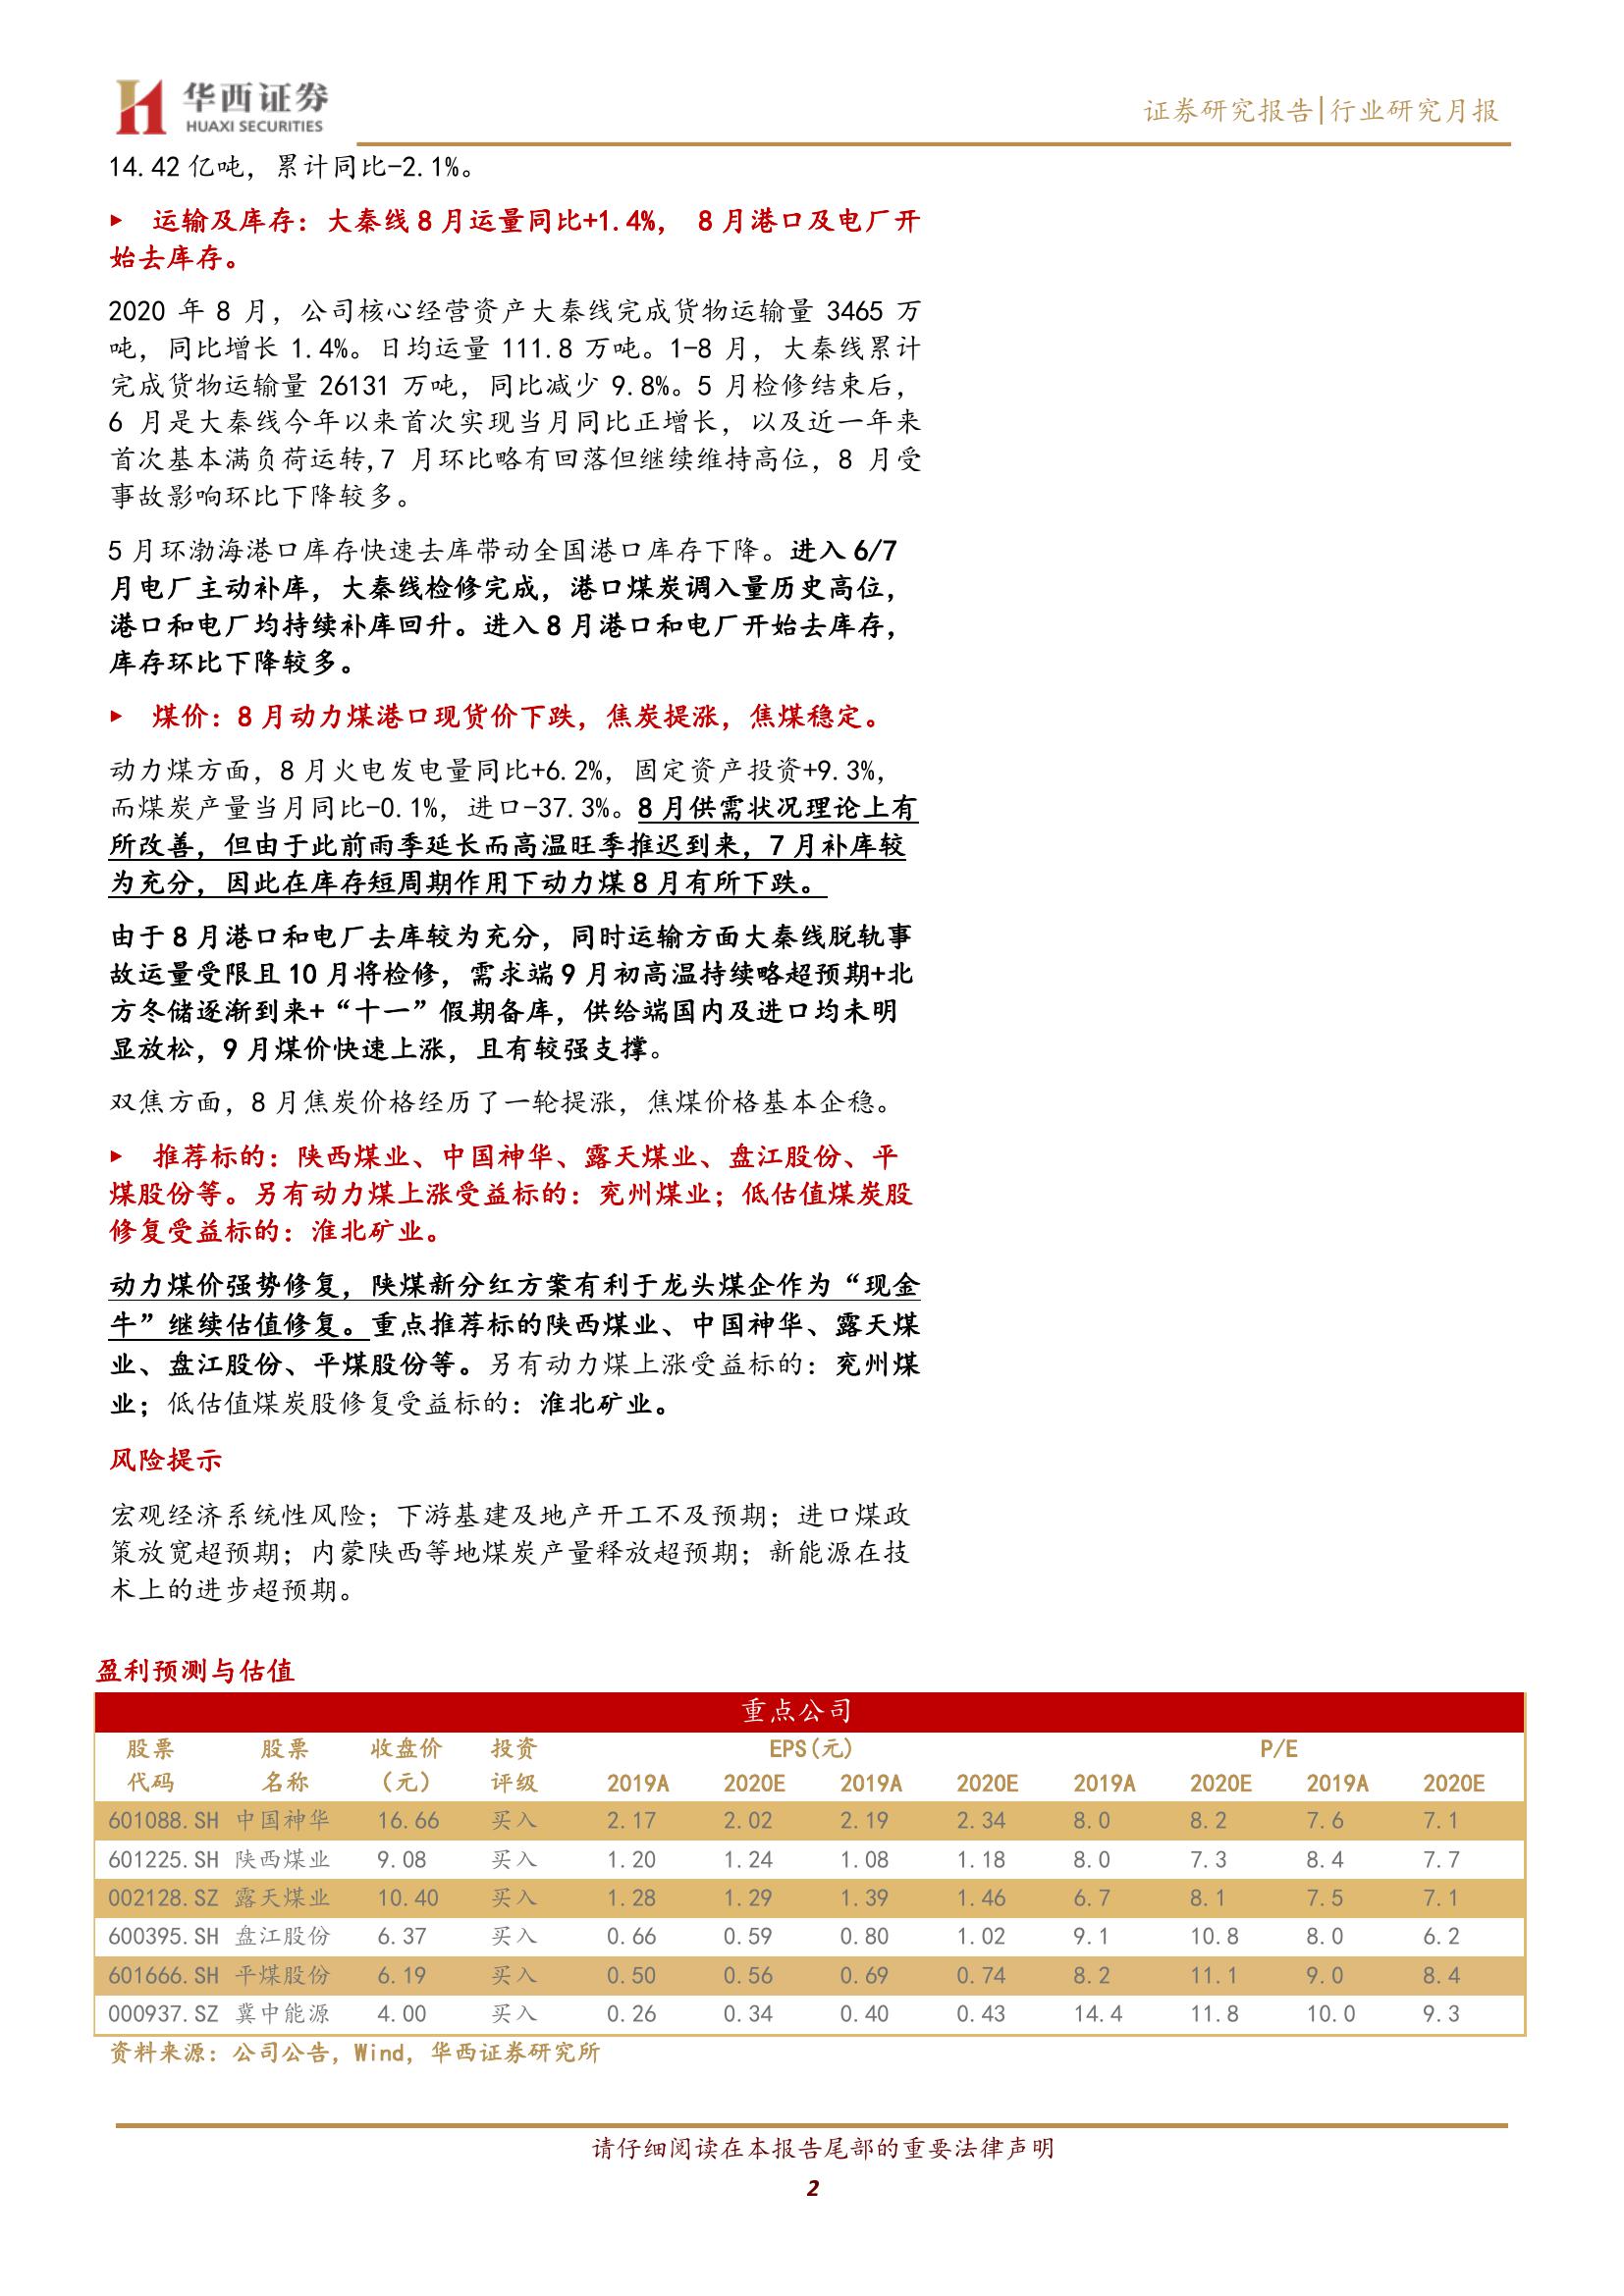 华西证券
HUAXI SECURITIES
证券研究报告|行业研究月报
14.42 亿吨，累计同比-2.1%。
▶ 运输及库存：大秦线 8 月运量同比+1.4%， 8 月港口及电厂开
始去库存。
2020 年 8 月，公司核心经营资产大秦线完成货物运输量 3465 万
吨，同比增长 1.4%。日均运量 111.8 万吨。1-8 月，大秦线累计
完成货物运输量 26131 万吨，同比减少 9.8%。5 月检修结束后，
6 月是大秦线今年以来首次实现当月同比正增长，以及近一年来
首次基本满负荷运转,7 月环比略有回落但继续维持高位，8 月受
事故影响环比下降较多。
5 月环渤海港口库存快速去库带动全国港口库存下降。进入 6/7
月电厂主动补库，大秦线检修完成，港口煤炭调入量历史高位，
港口和电厂均持续补库回升。进入 8 月港口和电厂开始去库存，
库存环比下降较多。
▶ 煤价：8 月动力煤港口现货价下跌，焦炭提涨，焦煤稳定。
动力煤方面，8 月火电发电量同比+6.2%，固定资产投资+9.3%，
而煤炭产量当月同比-0.1%，进口-37.3%。8 月供需状况理论上有
所改善，但由于此前雨季延长而高温旺季推迟到来，7 月补库较
为充分，因此在库存短周期作用下动力煤 8 月有所下跌。
由于 8 月港口和电厂去库较为充分，同时运输方面大秦线脱轨事
故运量受限且 10 月将检修，需求端 9 月初高温持续略超预期+北
方冬储逐渐到来+“十一”假期备库，供给端国内及进口均未明
显放松，9 月煤价快速上涨，且有较强支撑。
双焦方面，8 月焦炭价格经历了一轮提涨，焦煤价格基本企稳。
▶ 推荐标的：陕西煤业、中国神华、露天煤业、盘江股份、平
煤股份等。另有动力煤上涨受益标的：兖州煤业；低估值煤炭股
修复受益标的：淮北矿业。
动力煤价强势修复，陕煤新分红方案有利于龙头煤企作为“现金
牛”继续估值修复。重点推荐标的陕西煤业、中国神华、露天煤
业、盘江股份、平煤股份等。另有动力煤上涨受益标的：兖州煤
业；低估值煤炭股修复受益标的：淮北矿业。
风险提示
宏观经济系统性风险；下游基建及地产开工不及预期；进口煤政
策放宽超预期；内蒙陕西等地煤炭产量释放超预期；新能源在技
术上的进步超预期。
盈利预测与估值
重点公司
股票 股票 收盘价 投资 EPS(元) P/E
代码 名称 （元） 评级 2019A 2020E 2019A 2020E 2019A 2020E 2019A 2020E
601088.SH 中国神华 16.66 买入 2.17 2.02 2.19 2.34 8.0 8.2 7.6 7.1
601225.SH 陕西煤业 9.08 买入 1.20 1.24 1.08 1.18 8.0 7.3 8.4 7.7
002128.SZ 露天煤业 10.40 买入 1.28 1.29 1.39 1.46 6.7 8.1 7.5 7.1
600395.SH 盘江股份 6.37 买入 0.66 0.59 0.80 1.02 9.1 10.8 8.0 6.2
601666.SH 平煤股份 6.19 买入 0.50 0.56 0.69 0.74 8.2 11.1 9.0 8.4
000937.SZ 冀中能源 4.00 买入 0.26 0.34 0.40 0.43 14.4 11.8 10.0 9.3
资料来源：公司公告，Wind，华西证券研究所
请仔细阅读在本报告尾部的重要法律声明
2